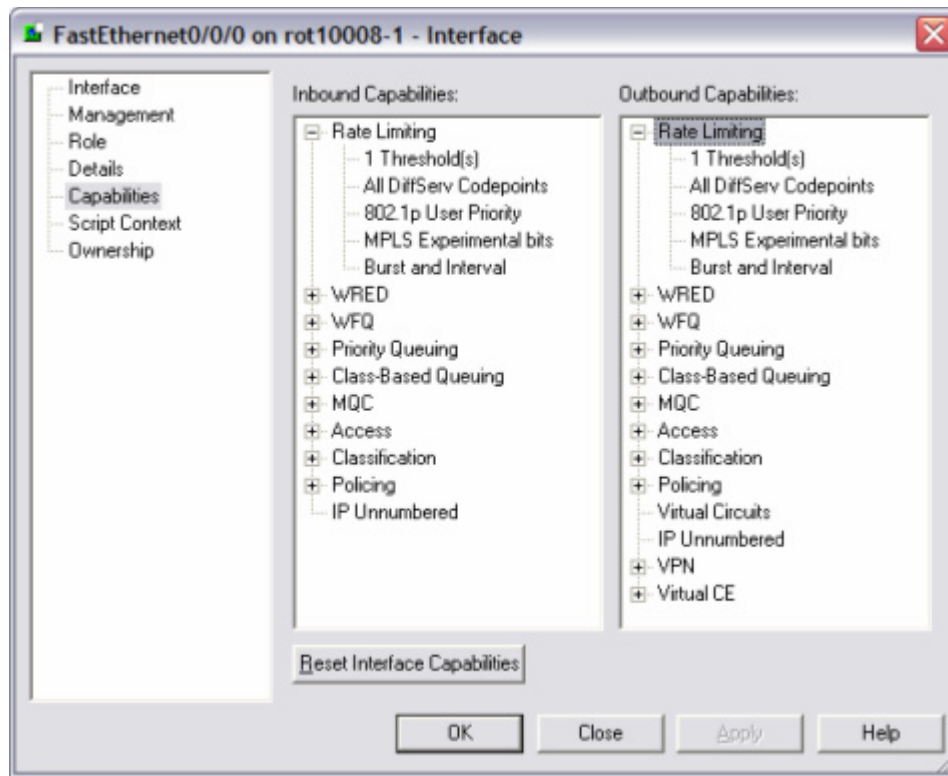 FastEthernet0/0/0 on rot10008-1 - Interface
Interface
Management
Role
Details
Capabilities
Script Context
Ownership
Inbound Capabilities:
Rate Limiting
1 Threshold(s)
All DiffServ Codepoints
802.1p User Priority
MPLS Experimental bits
Burst and Interval
WRED
WFQ
Priority Queuing
Class-Based Queuing
MQC
Access
Classification
Policing
IP Unnumbered
Outbound Capabilities:
Rate Limiting
1 Threshold(s)
All DiffServ Codepoints
802.1p User Priority
MPLS Experimental bits
Burst and Interval
WRED
WFQ
Priority Queuing
Class-Based Queuing
MQC
Access
Classification
Policing
Virtual Circuits
IP Unnumbered
VPN
Virtual CE
Reset Interface Capabilities
OK
Close
Apply
Help